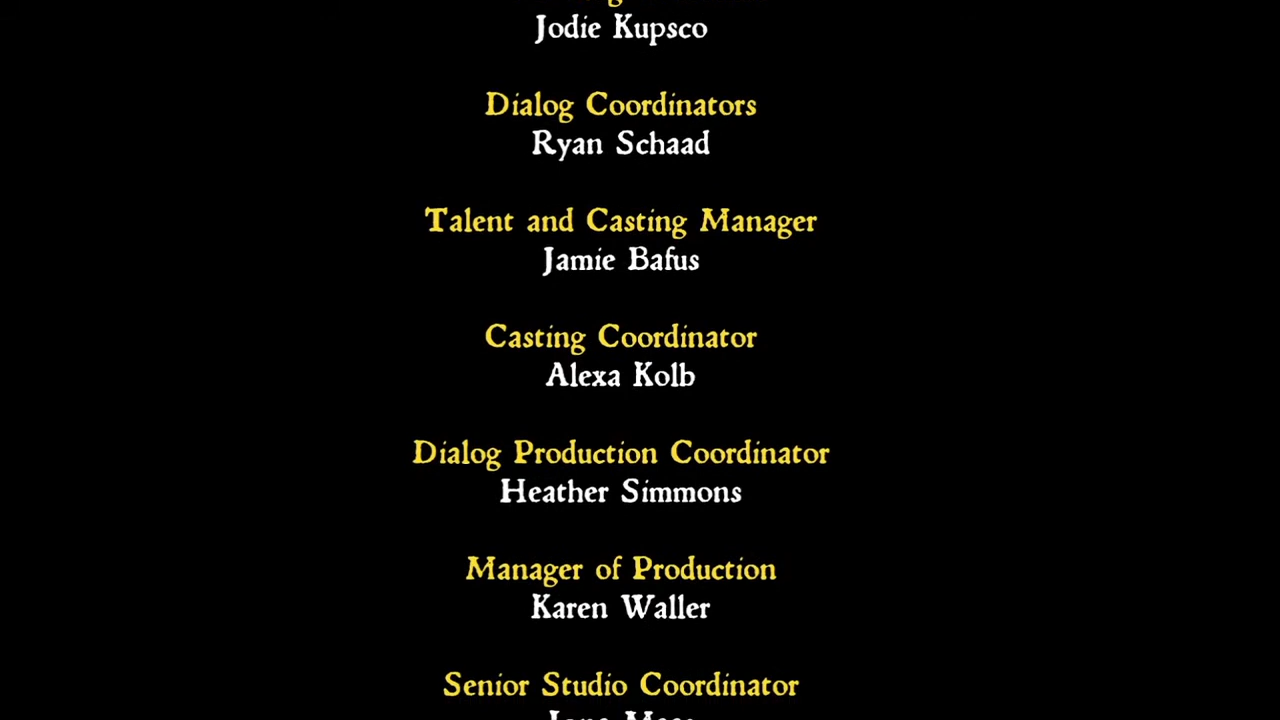 Jodie Kupsco
Dialog Coordinators
Ryan Schaad
Talent and Casting Manager
Jamie Bafus
Casting Coordinator
Alexa Kolb
Dialog Production Coordinator
Heather Simmons
Manager of Production
Karen Waller
Senior Studio Coordinator